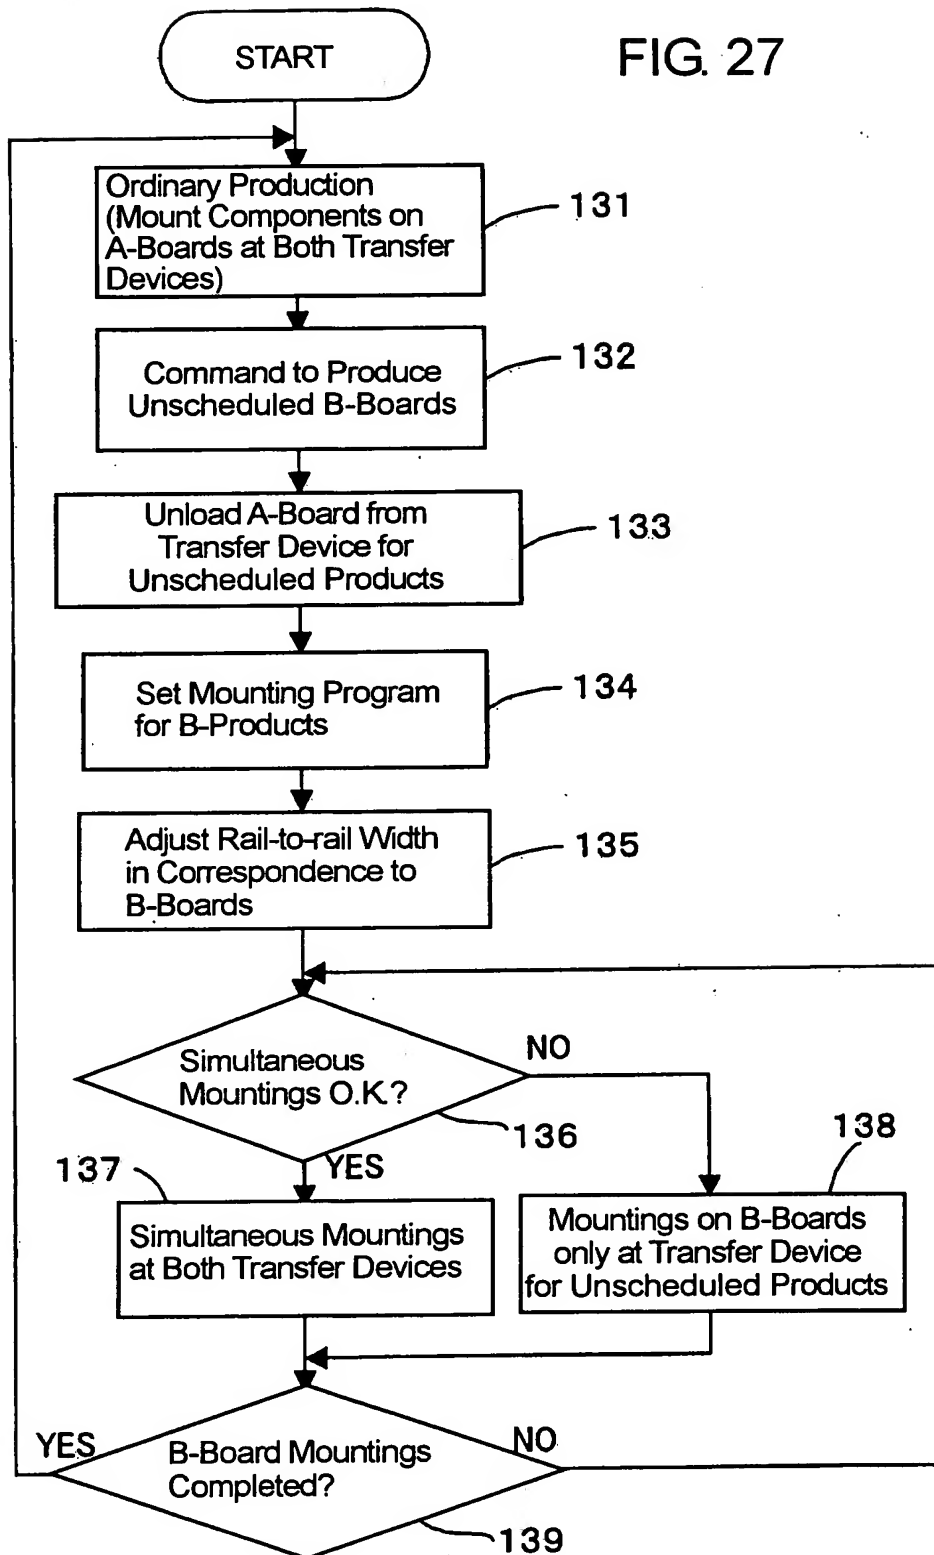 START
FIG. 27
Ordinary Production
(Mount Components on
A-Boards at Both Transfer
Devices)
131
Command to Produce
Unscheduled B-Boards
132
Unload A-Board from
Transfer Device for
Unscheduled Products
133
Set Mounting Program
for B-Products
134
Adjust Rail-to-rail Width
in Correspondence to
B-Boards
135
Simultaneous
Mountings O.K.?
NO
136
YES
137
138
Simultaneous Mountings
at Both Transfer Devices
Mountings on B-Boards
only at Transfer Device
for Unscheduled Products
YES
B-Board Mountings
Completed?
NO
139